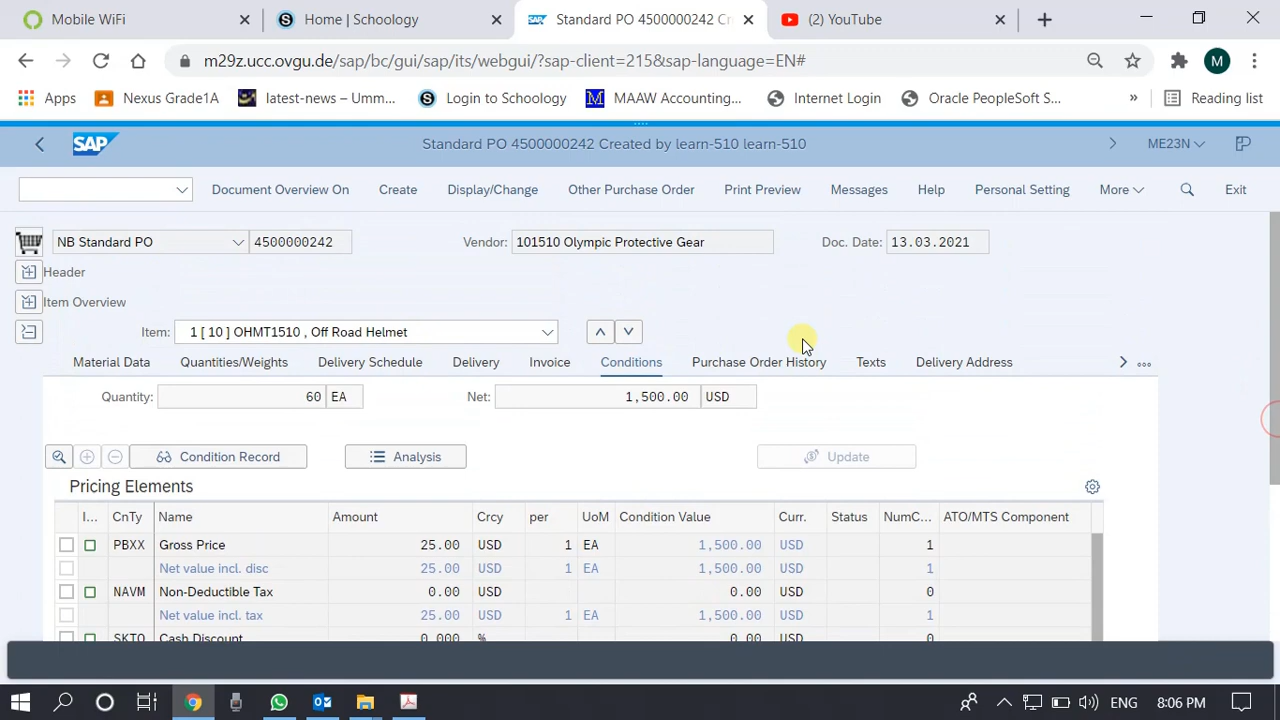 Mobile WiFi
Home | Schoology
Standard PO 4500000242 Cr
(2) YouTube
m29z.ucc.ovgu.de/sap/bc/gui/sap/its/webgui/?sap-client=215&sap-language=EN#
M
Apps
Nexus Grade1A
latest-news – Umm...
Login to Schoology
MAAW Accounting...
Internet Login
Oracle PeopleSoft S...
»
Reading list
SAP
Standard PO 4500000242 Created by learn-510 learn-510
ME23N
Document Overview On
Create
Display/Change
Other Purchase Order
Print Preview
Messages
Help
Personal Setting
More
Exit
NB Standard PO
4500000242
Vendor:
101510 Olympic Protective Gear
Doc. Date:
13.03.2021
Header
Item Overview
Item:
1 [ 10 ] OHMT1510 , Off Road Helmet
Material Data
Quantities/Weights
Delivery Schedule
Delivery
Invoice
Conditions
Purchase Order History
Texts
Delivery Address
Quantity:
60 EA
Net:
1,500.00 USD
Condition Record
Analysis
Update
Pricing Elements
I... CnTy Name Amount Crcy per UoM Condition Value Curr. Status NumC... ATO/MTS Component
PBXX Gross Price 25.00 USD 1 EA 1,500.00 USD 1
Net value incl. disc 25.00 USD 1 EA 1,500.00 USD 1
NAVM Non-Deductible Tax 0.00 USD 0.00 USD 0
Net value incl. tax 25.00 USD 1 EA 1,500.00 USD 1
SKTO Cash Discount 0.000 % 0.00 USD 0
ENG
8:06 PM